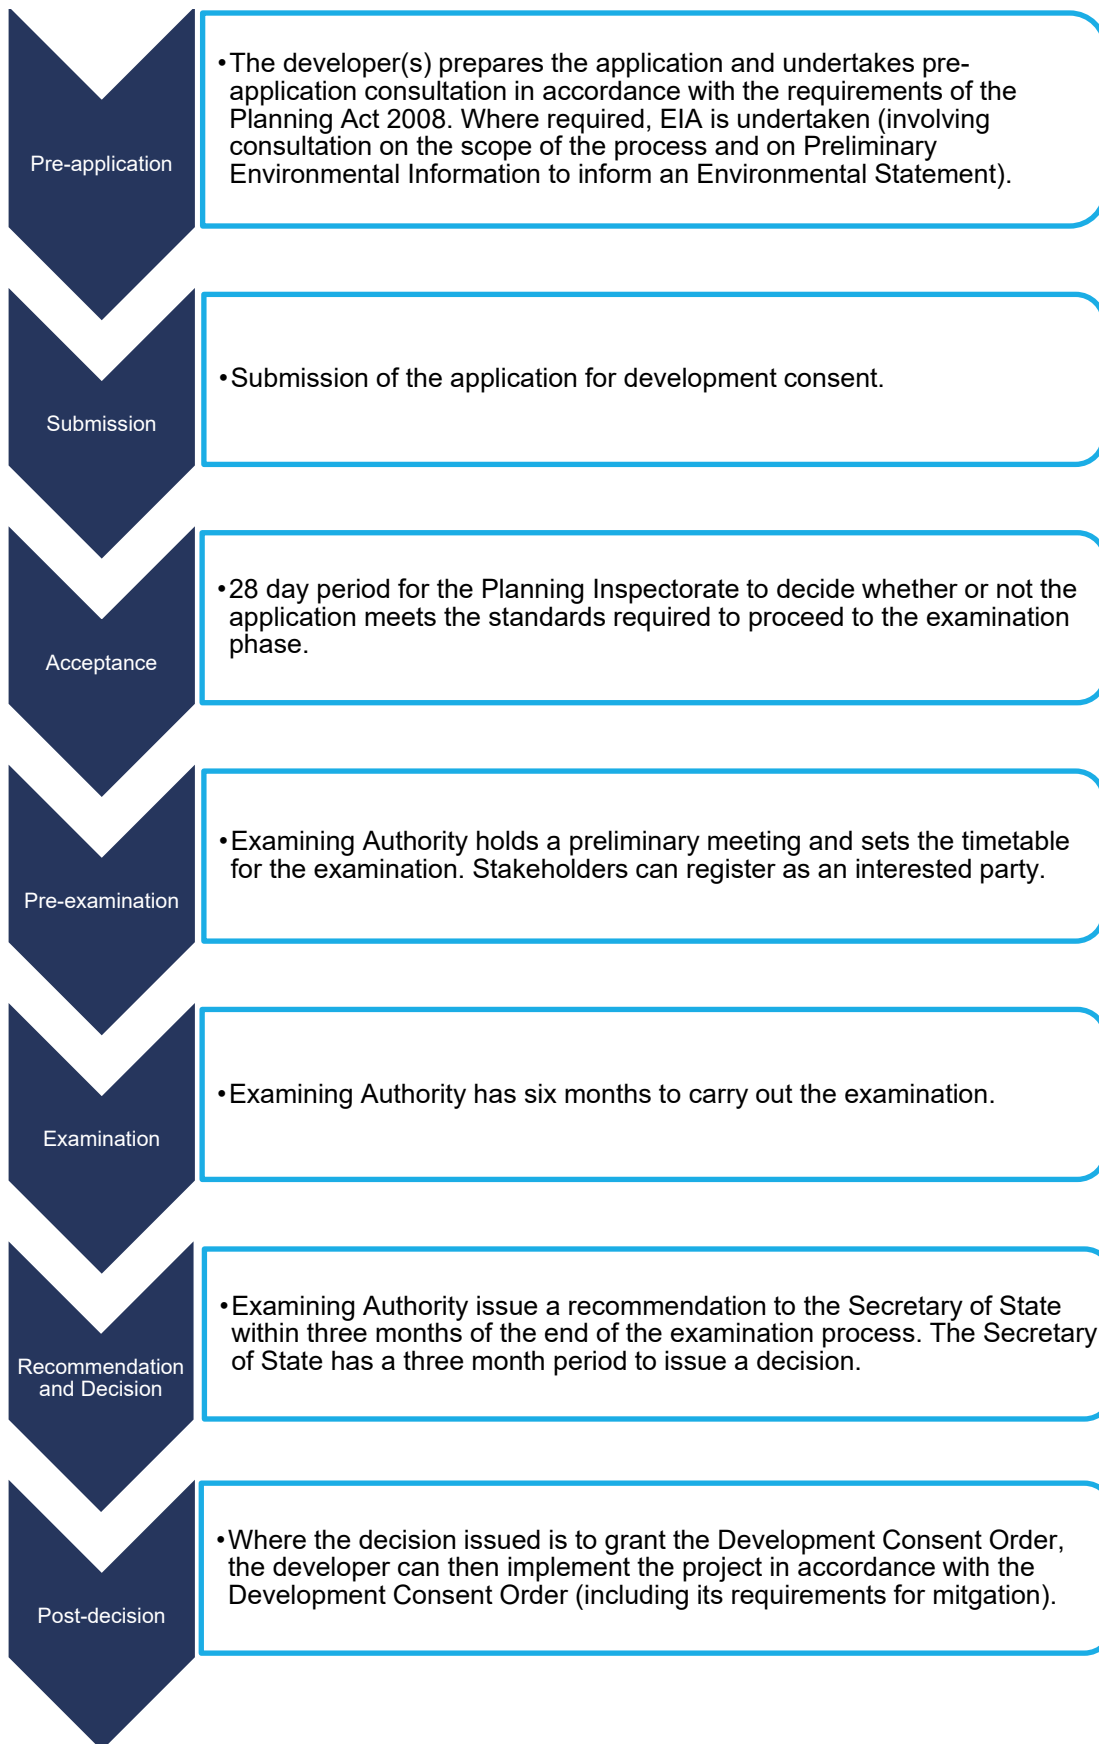 Pre-application
•The developer(s) prepares the application and undertakes pre-
application consultation in accordance with the requirements of the
Planning Act 2008. Where required, EIA is undertaken (involving
consultation on the scope of the process and on Preliminary
Environmental Information to inform an Environmental Statement).
Submission
•Submission of the application for development consent.
Acceptance
•28 day period for the Planning Inspectorate to decide whether or not the
application meets the standards required to proceed to the examination
phase.
Pre-examination
•Examining Authority holds a preliminary meeting and sets the timetable
for the examination. Stakeholders can register as an interested party.
Examination
•Examining Authority has six months to carry out the examination.
Recommendation
and Decision
•Examining Authority issue a recommendation to the Secretary of State
within three months of the end of the examination process. The Secretary
of State has a three month period to issue a decision.
Post-decision
•Where the decision issued is to grant the Development Consent Order,
the developer can then implement the project in accordance with the
Development Consent Order (including its requirements for mitgation).